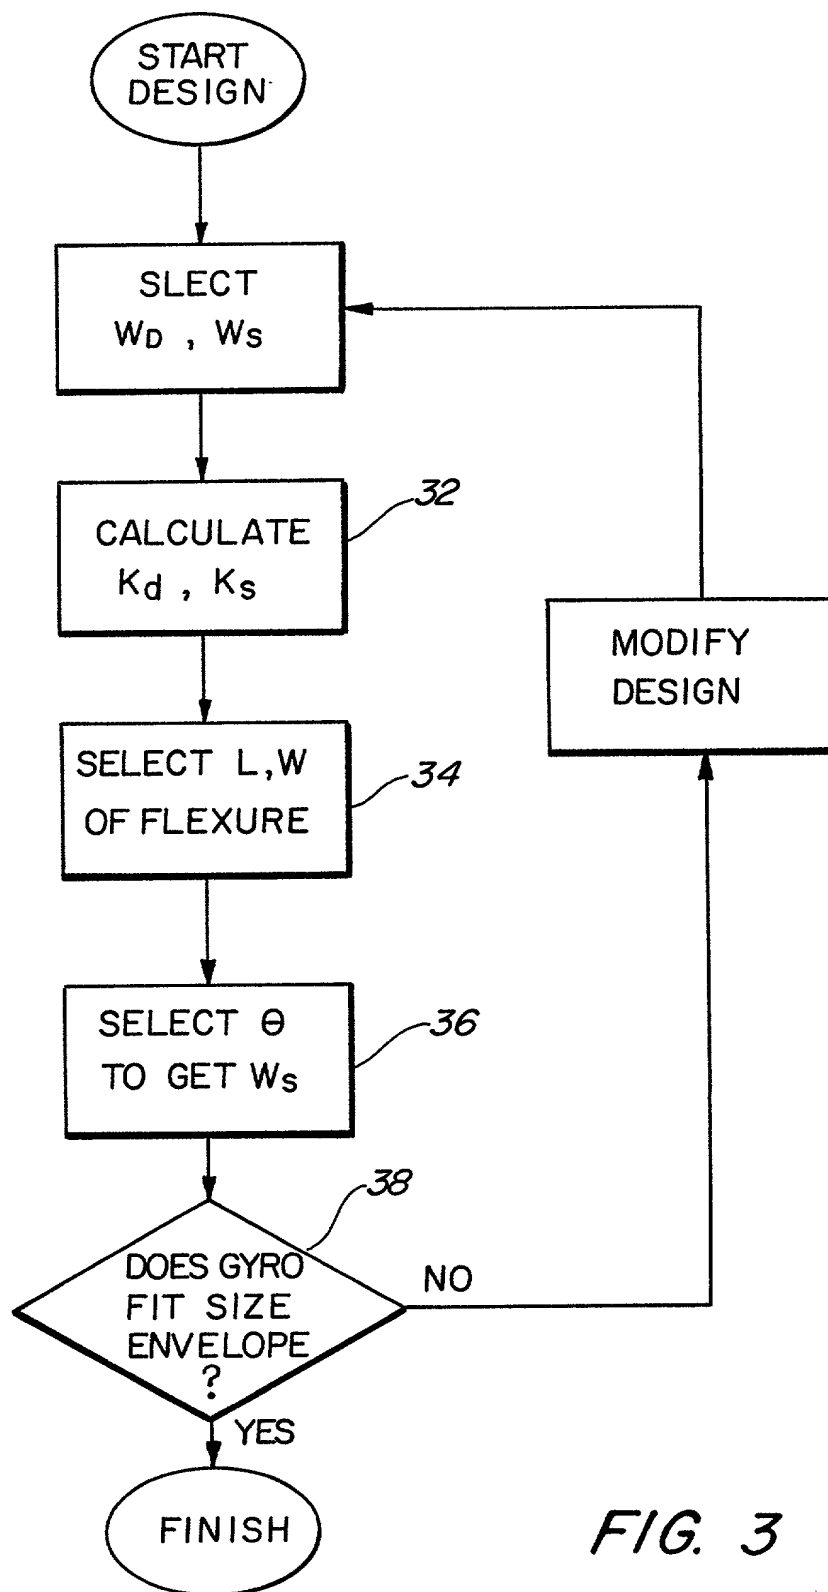 START
DESIGN
SLECT
WD , WS
CALCULATE
Kd , Ks
32
SELECT L,W
OF FLEXURE
34
SELECT Θ
TO GET Ws
36
DOES GYRO
FIT SIZE
ENVELOPE
?
38
NO
MODIFY
DESIGN
YES
FINISH
FIG. 3